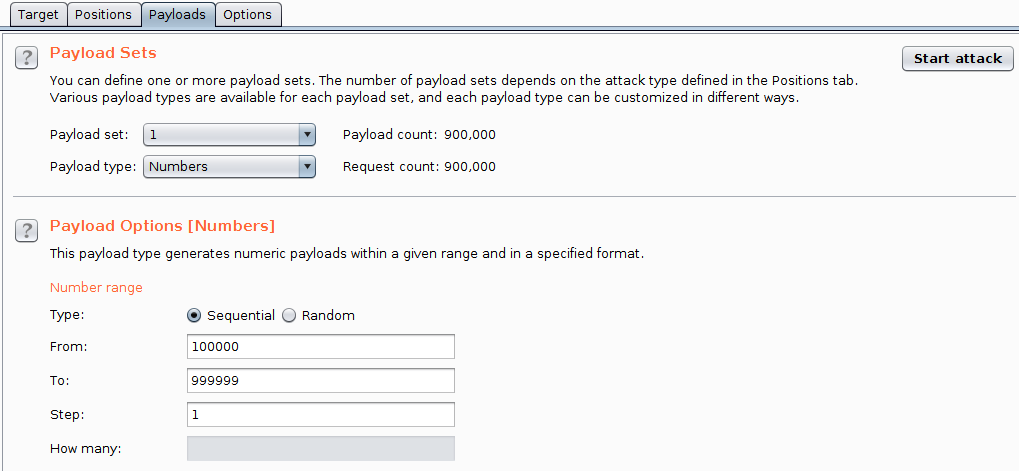 Target Positions Payloads Options
? Payload Sets Start attack
You can define one or more payload sets. The number of payload sets depends on the attack type defined in the Positions tab.
Various payload types are available for each payload set, and each payload type can be customized in different ways.
Payload set: 1 Payload count: 900,000
Payload type: Numbers Request count: 900,000
? Payload Options [Numbers]
This payload type generates numeric payloads within a given range and in a specified format.
Number range
Type: Sequential Random
From: 100000
To: 999999
Step: 1
How many: